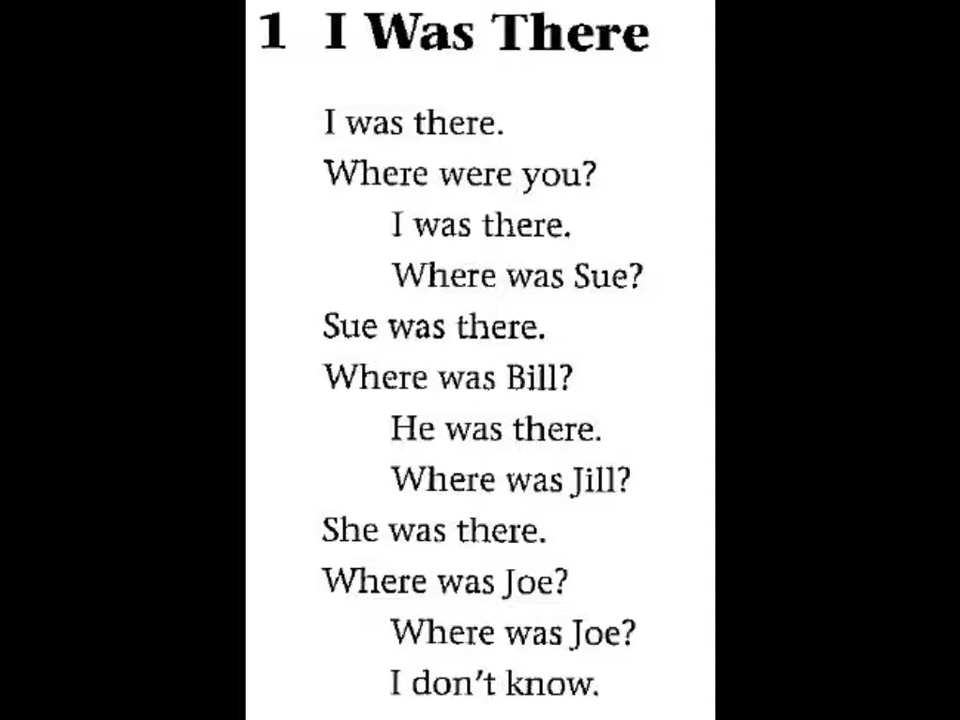 1 I Was There
I was there.
Where were you?
I was there.
Where was Sue?
Sue was there.
Where was Bill?
He was there.
Where was Jill?
She was there.
Where was Joe?
Where was Joe?
I don't know.